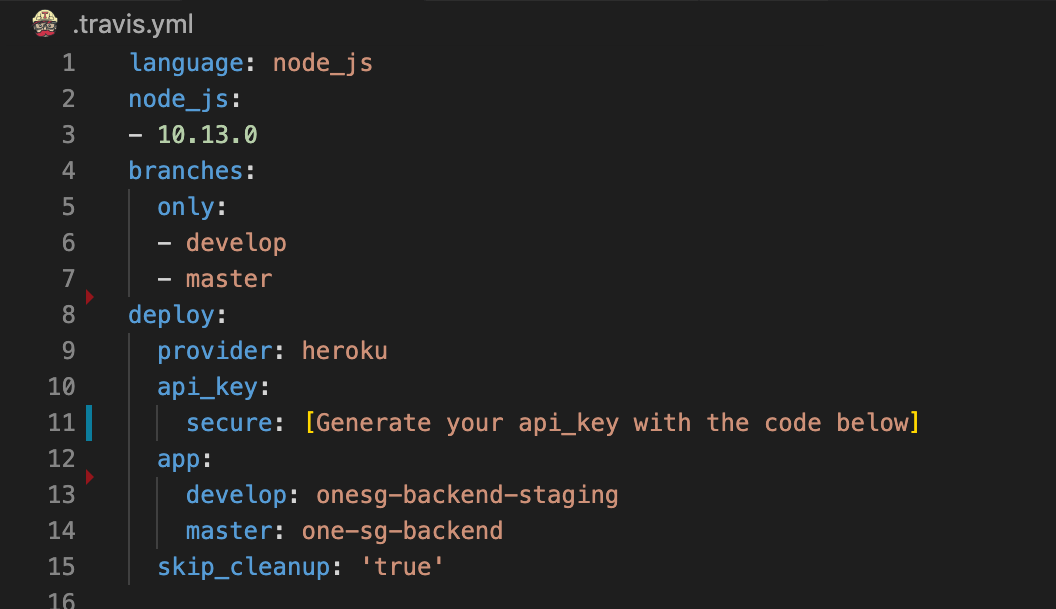 .travis.yml
1 language: node_js
2 node_js:
3 - 10.13.0
4 branches:
5 only:
6 - develop
7 - master
8 deploy:
9 provider: heroku
10 api_key:
11 secure: [Generate your api_key with the code below]
12 app:
13 develop: onesg-backend-staging
14 master: one-sg-backend
15 skip_cleanup: 'true'
16